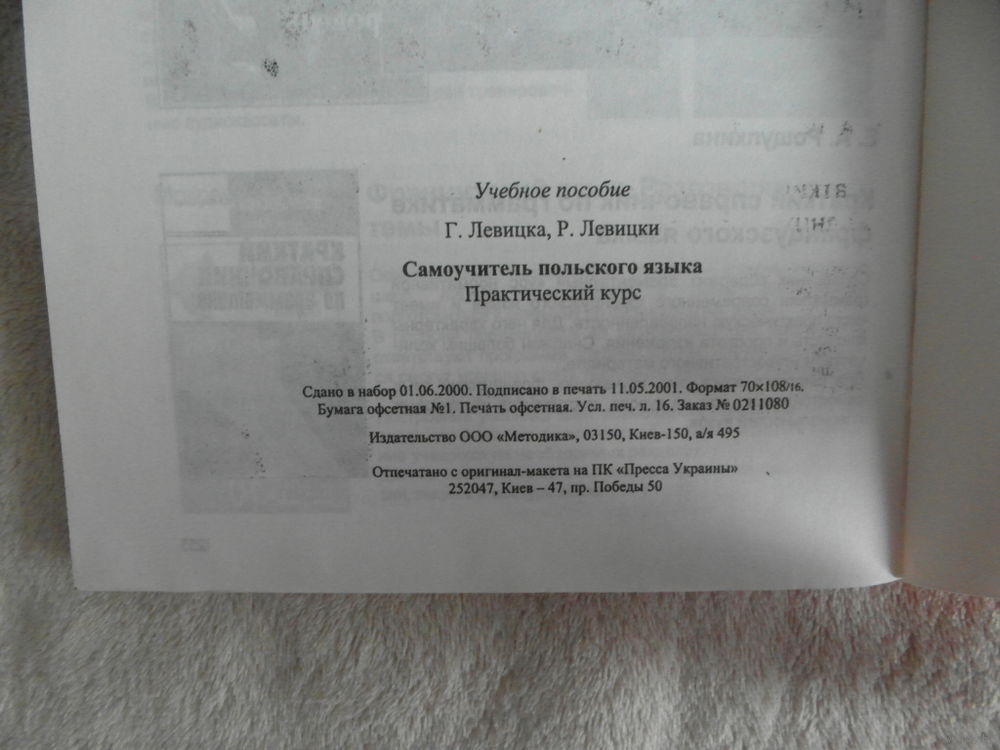 Учебное пособие
Г. Левицка, Р. Левицки
Самоучитель польского языка
Практический курс
Сдано в набор 01.06.2000. Подписано в печать 11.05.2001. Формат 70×108/16.
Бумага офсетная №1. Печать офсетная. Усл. печ. л. 16. Заказ № 0211080
Издательство ООО «Методика», 03150, Киев-150, а/я 495
Отпечатано с оригинал-макета на ПК «Пресса Украины»
252047, Киев – 47, пр. Победы 50